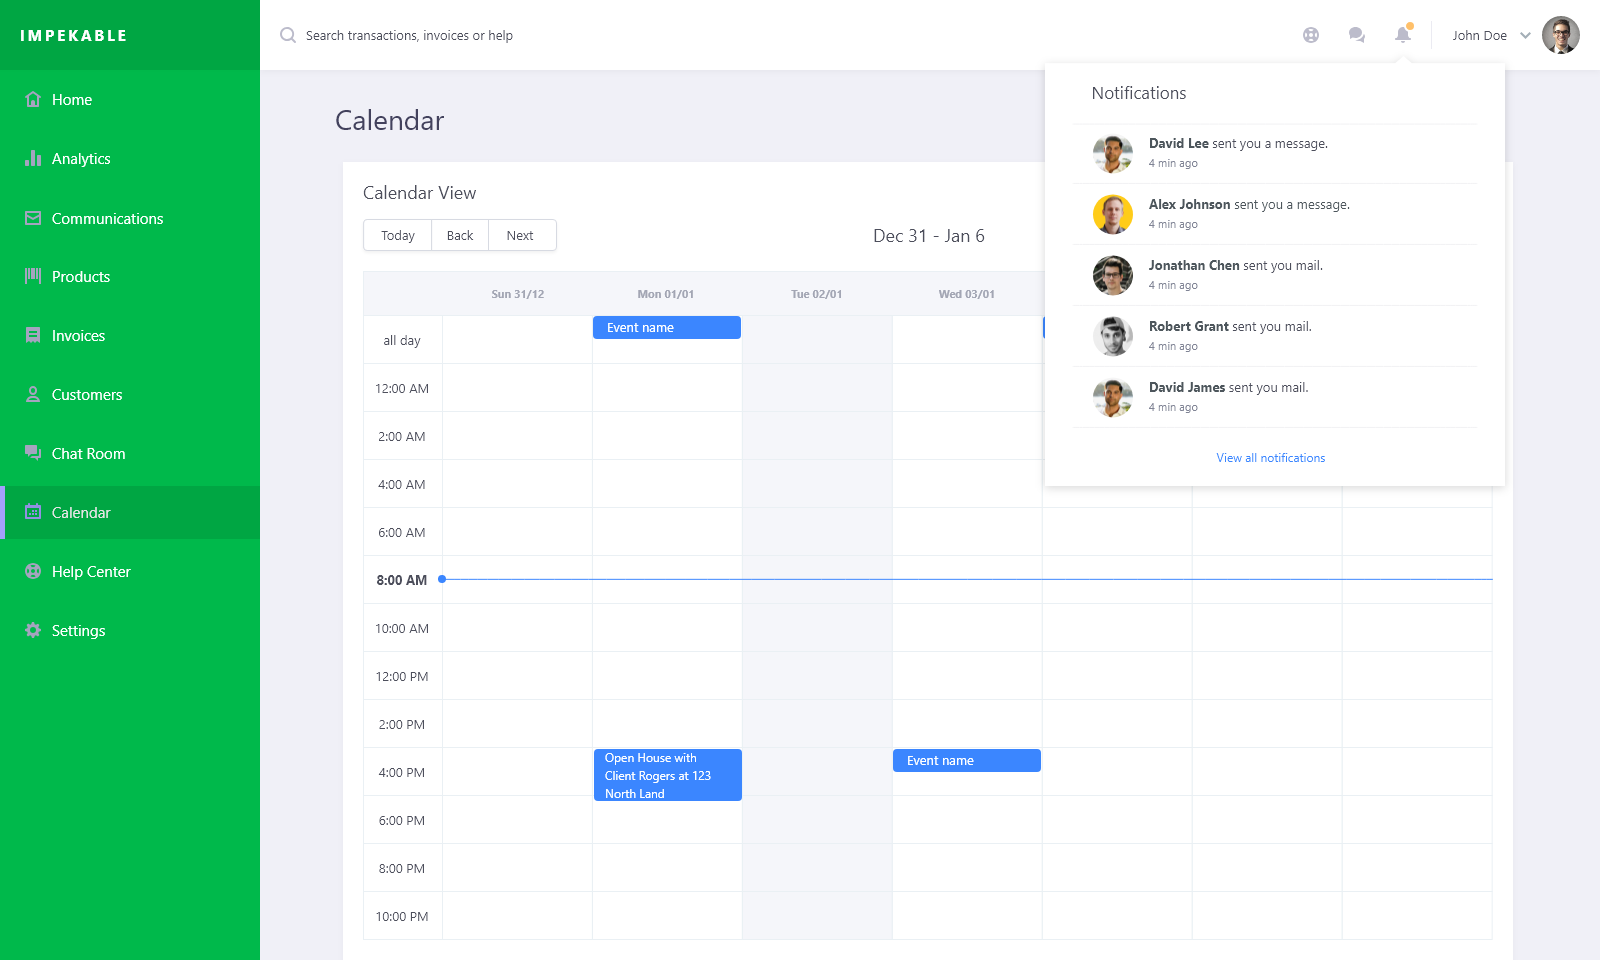 IMPEKABLE
Search transactions, invoices or help
John Doe
Home
Analytics
Communications
Products
Invoices
Customers
Chat Room
Calendar
Help Center
Settings
Calendar
Calendar View
Today
Back
Next
Dec 31 - Jan 6
Sun 31/12
Mon 01/01
Tue 02/01
Wed 03/01
all day
Event name
12:00 AM
2:00 AM
4:00 AM
6:00 AM
8:00 AM
10:00 AM
12:00 PM
2:00 PM
4:00 PM
Open House with
Client Rogers at 123
North Land
Event name
6:00 PM
8:00 PM
10:00 PM
Notifications
David Lee sent you a message.
4 min ago
Alex Johnson sent you a message.
4 min ago
Jonathan Chen sent you mail.
4 min ago
Robert Grant sent you mail.
4 min ago
David James sent you mail.
4 min ago
View all notifications